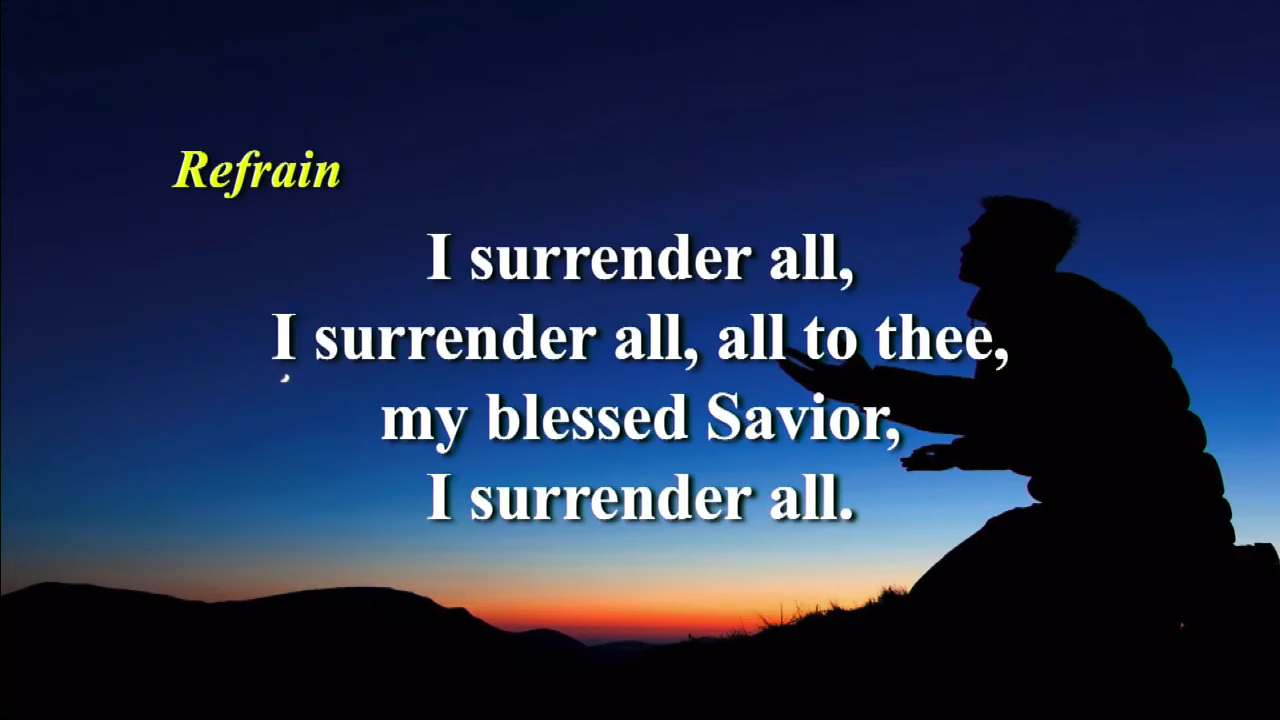 Refrain
I surrender all,
I surrender all, all to thee,
my blessed Savior,
I surrender all.